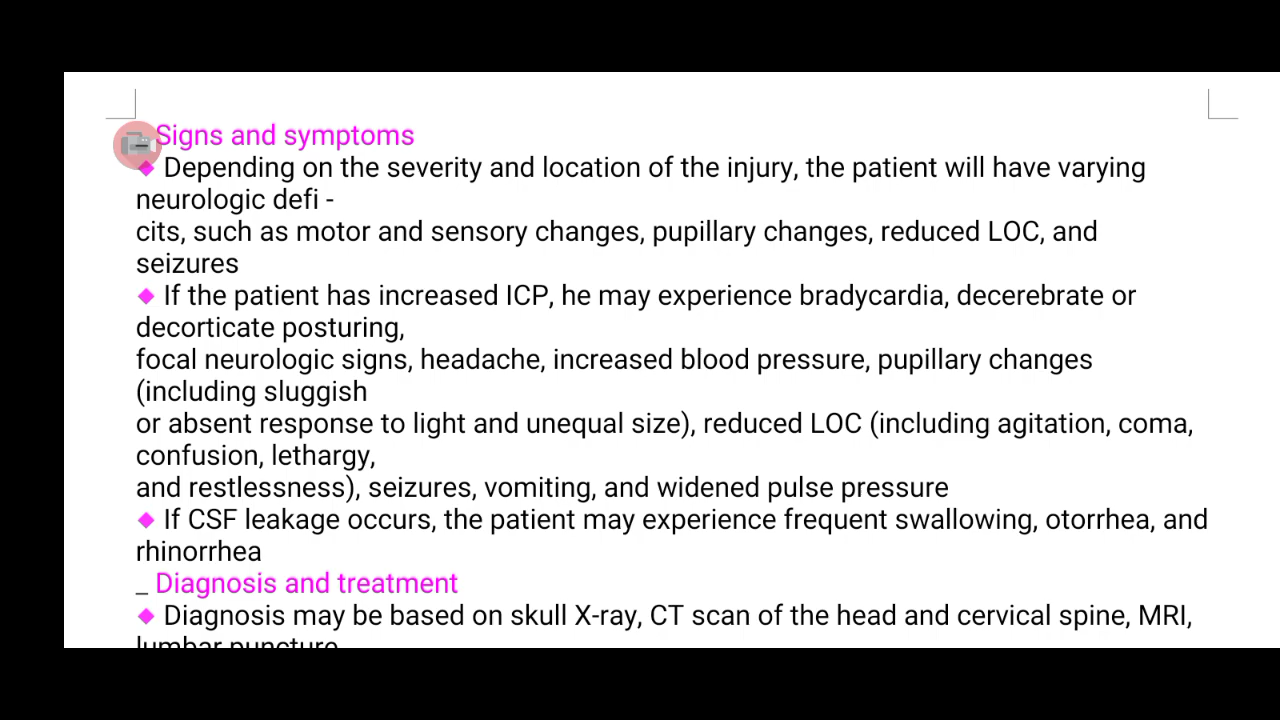 Signs and symptoms
◆ Depending on the severity and location of the injury, the patient will have varying
neurologic defi -
cits, such as motor and sensory changes, pupillary changes, reduced LOC, and
seizures
◆ If the patient has increased ICP, he may experience bradycardia, decerebrate or
decorticate posturing,
focal neurologic signs, headache, increased blood pressure, pupillary changes
(including sluggish
or absent response to light and unequal size), reduced LOC (including agitation, coma,
confusion, lethargy,
and restlessness), seizures, vomiting, and widened pulse pressure
◆ If CSF leakage occurs, the patient may experience frequent swallowing, otorrhea, and
rhinorrhea
_ Diagnosis and treatment
◆ Diagnosis may be based on skull X-ray, CT scan of the head and cervical spine, MRI,
lumbar puncture